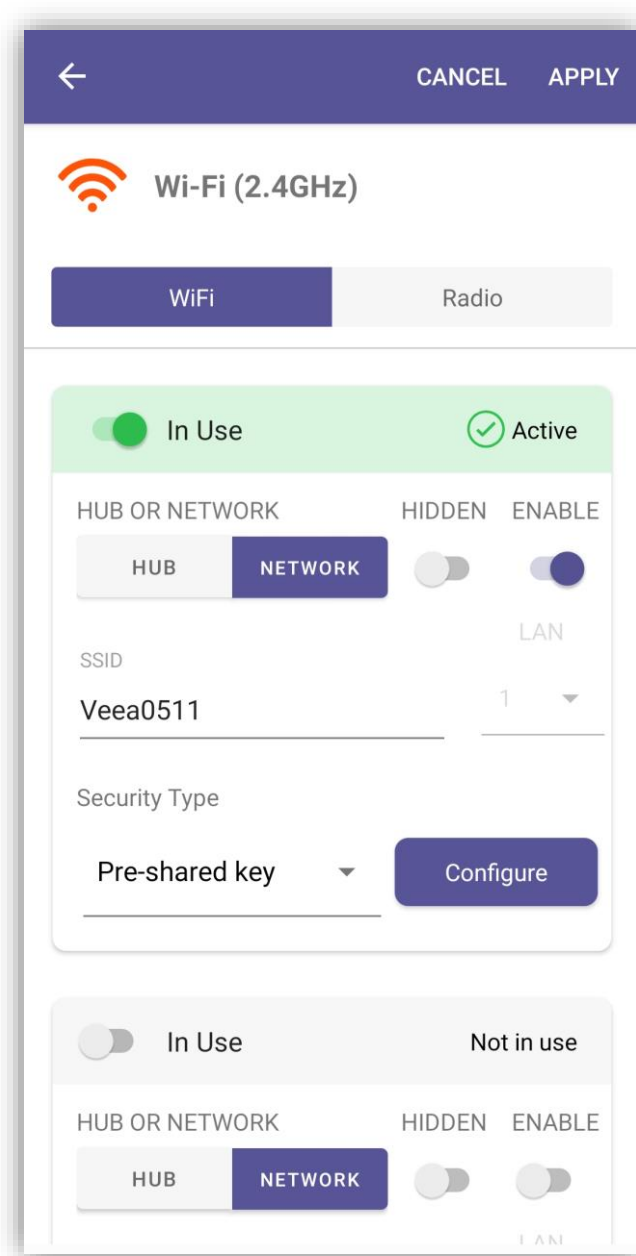 CANCEL APPLY
Wi-Fi (2.4GHz)
WiFi Radio
In Use Active
HUB OR NETWORK HIDDEN ENABLE
HUB NETWORK
LAN
SSID
Veea0511 1
Security Type
Pre-shared key Configure
In Use Not in use
HUB OR NETWORK HIDDEN ENABLE
HUB NETWORK
LAN